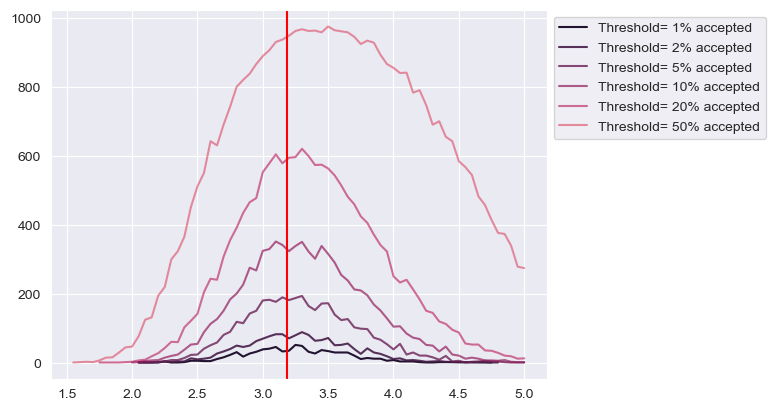 1000
800
600
400
200
0
1.5 2.0 2.5 3.0 3.5 4.0 4.5 5.0
Threshold= 1% accepted
Threshold= 2% accepted
Threshold= 5% accepted
Threshold= 10% accepted
Threshold= 20% accepted
Threshold= 50% accepted